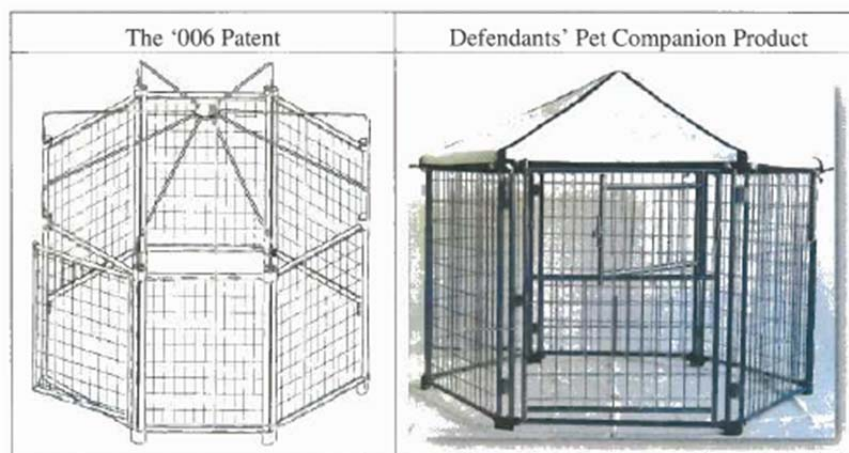 The ‘006 Patent
Defendants’ Pet Companion Product